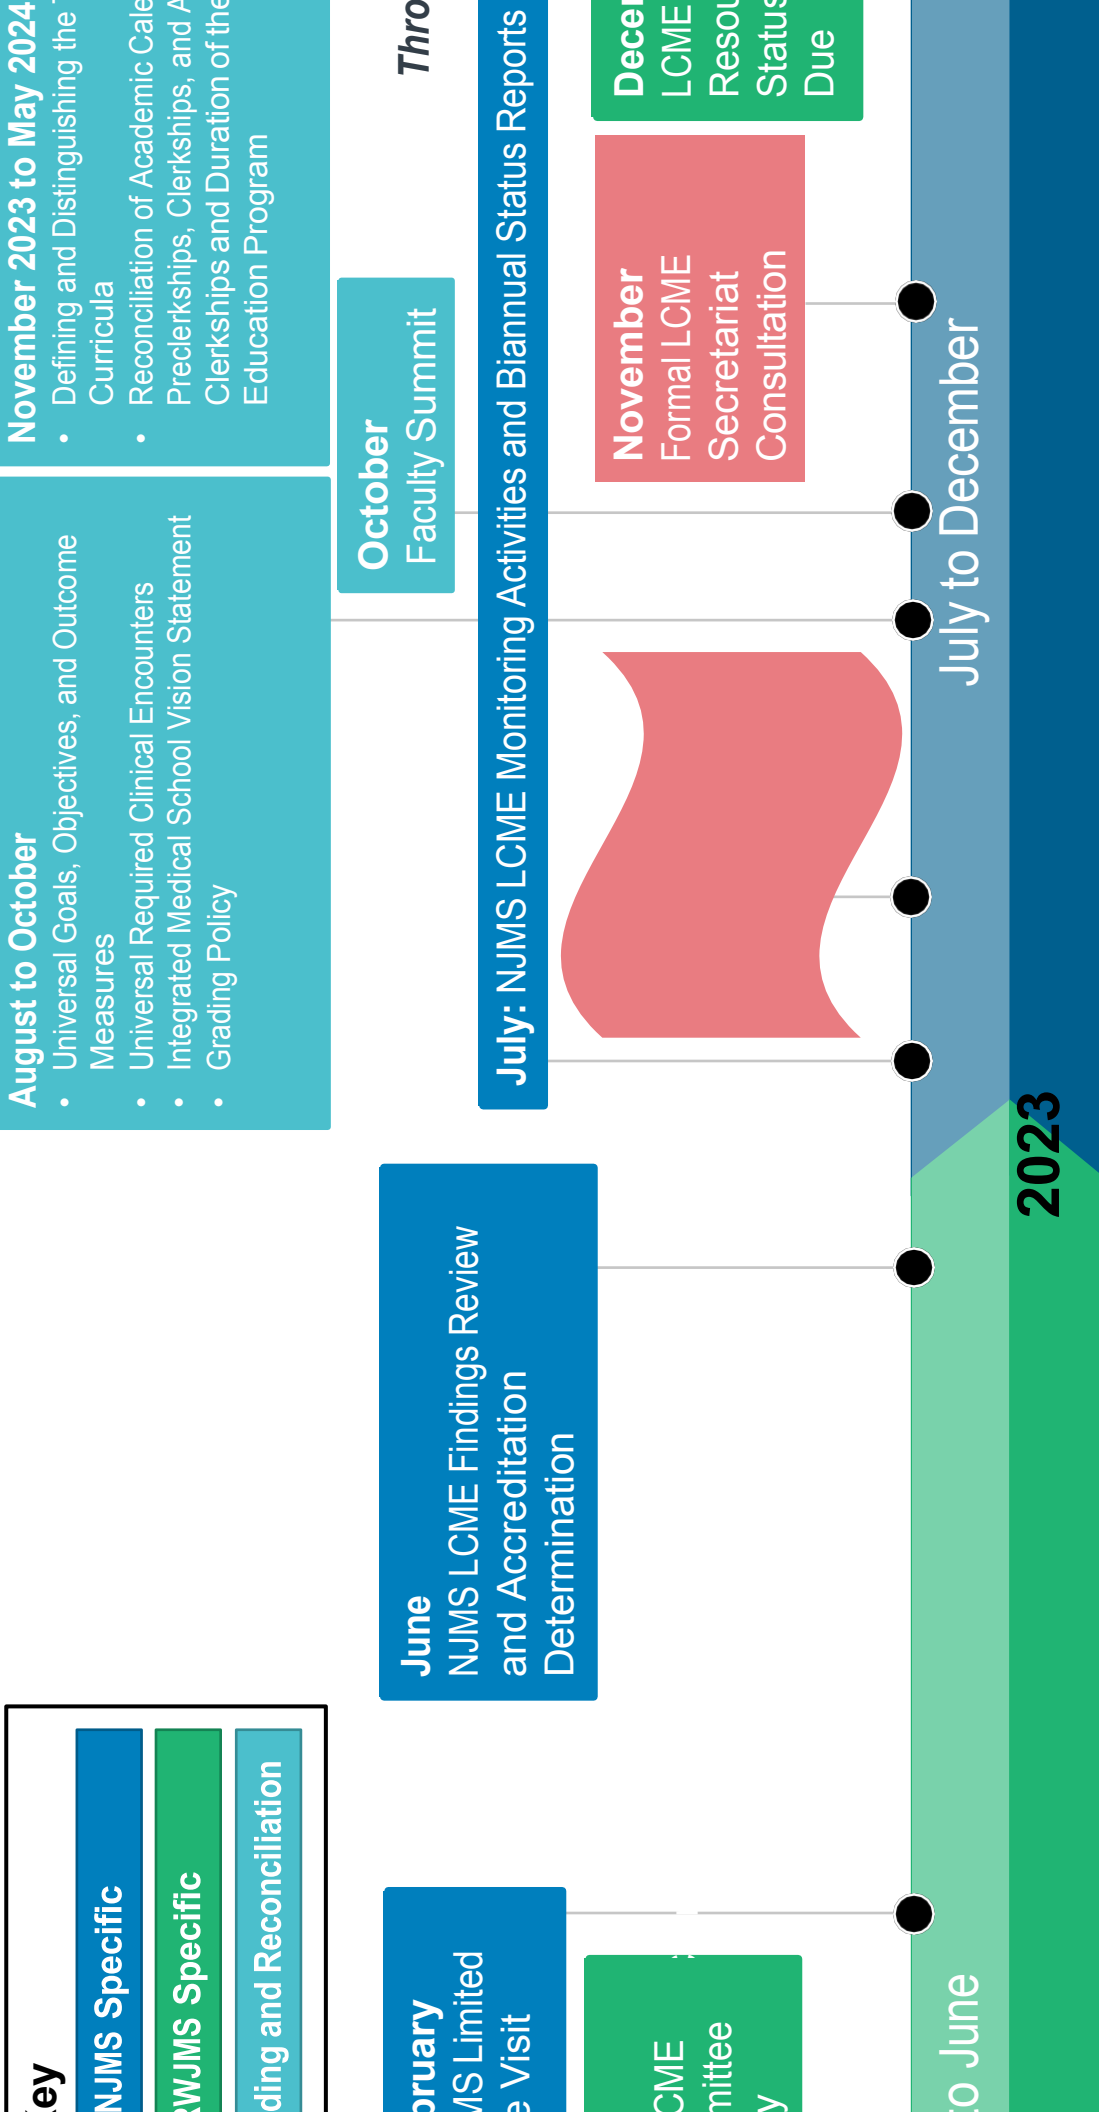 Key
NJMS Specific
RWJMS Specific
ding and Reconciliation
August to October
• Universal Goals, Objectives, and Outcome
Measures
• Universal Required Clinical Encounters
• Integrated Medical School Vision Statement
• Grading Policy
November 2023 to May 2024
• Defining and Distinguishing the
Curricula
• Reconciliation of Academic Cale
Preclerkships, Clerkships, and A
Clerkships and Duration of the
Education Program
October
Faculty Summit
Thro
July: NJMS LCME Monitoring Activities and Biannual Status Reports
June
NJMS LCME Findings Review
and Accreditation
Determination
bruary
MS Limited
e Visit
CME
mittee
y
November
Formal LCME
Secretariat
Consultation
Decem
LCME
Resou
Status
Due
to June
July to December
2023